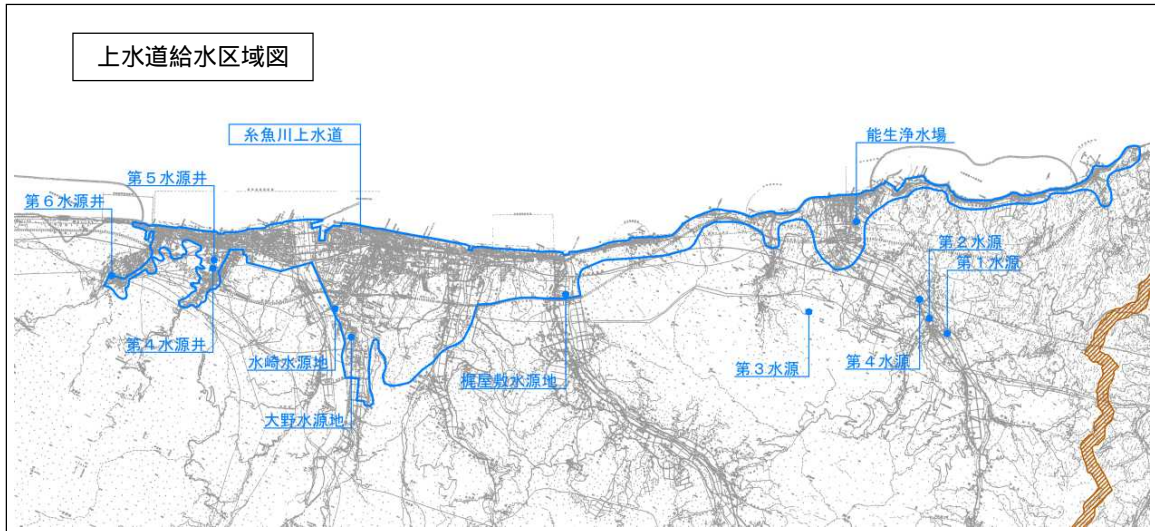 上水道給水区域図
糸魚川上水道
能生浄水場
第５水源井
第６水源井
第２水源
第１水源
第４水源井
水崎水源地
梶屋敷水源地
第３水源
第４水源
大野水源地